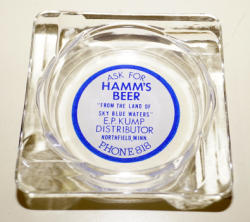 ASK FOR
HAMM'S
BEER
"FROM THE LAND OF
SKY BLUE WATERS"
E.P. KUMP
DISTRIBUTOR
NORTHFIELD, MINN.
PHONE 818